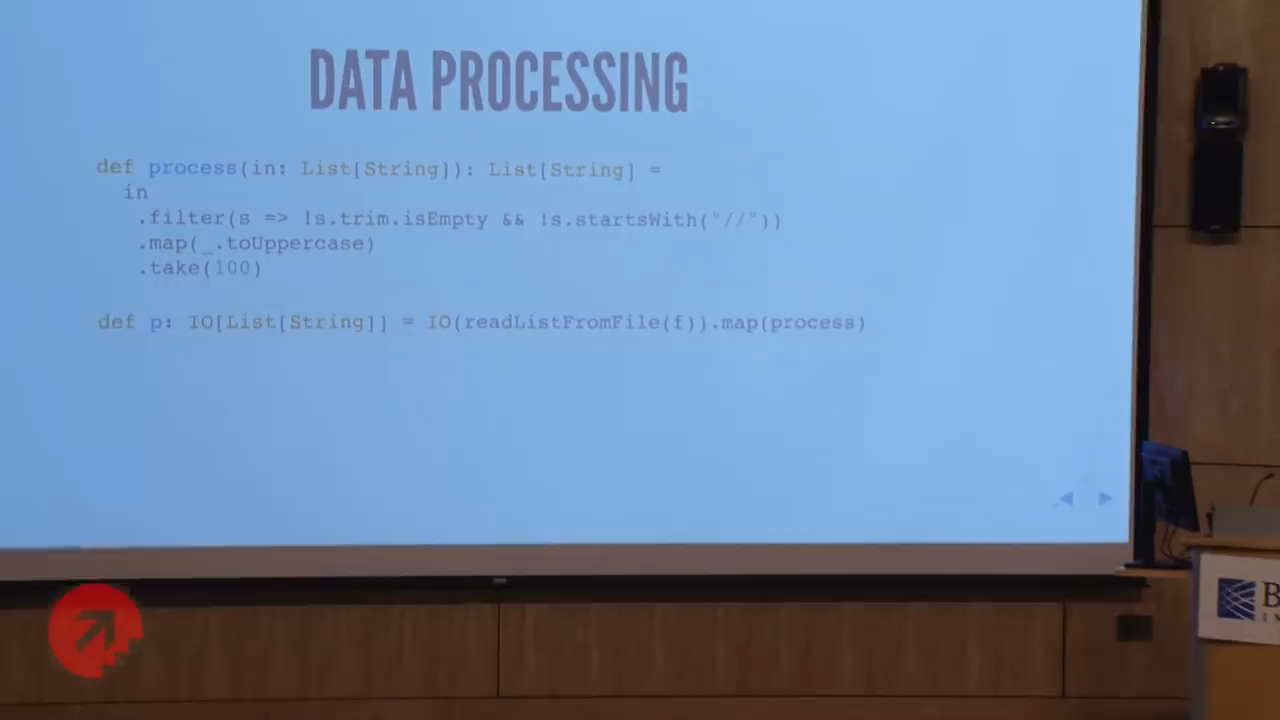 DATA PROCESSING
def process(in: List[String]): List[String] =
in
.filter(s => !s.trim.isEmpty && !s.startsWith("//"))
.map(_.toUppercase)
.take(100)
def p: IO[List[String]] = IO(readListFromFile(f)).map(process)